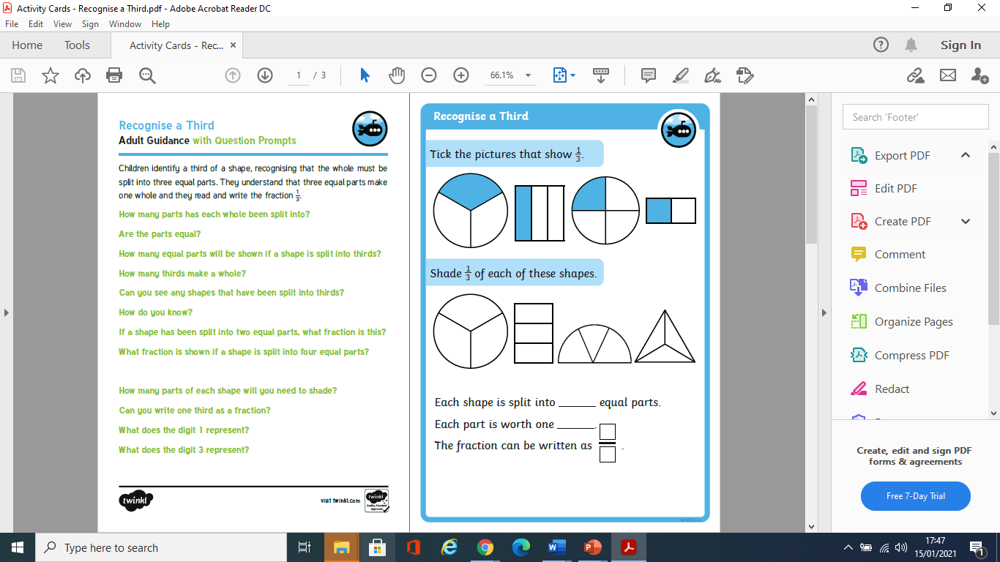 Activity Cards - Recognise a Third.pdf - Adobe Acrobat Reader DC
File Edit View Sign Window Help
Home Tools Activity Cards - Rec... × Sign In
1 / 3 66.1%
Recognise a Third
Adult Guidance with Question Prompts
Children identify a third of a shape, recognising that the whole must be
split into three equal parts. They understand that three equal parts make
one whole and they read and write the fraction 1/3.
How many parts has each whole been split into?
Are the parts equal?
How many equal parts will be shown if a shape is split into thirds?
How many thirds make a whole?
Can you see any shapes that have been split into thirds?
How do you know?
If a shape has been split into two equal parts, what fraction is this?
What fraction is shown if a shape is split into four equal parts?
How many parts of each shape will you need to shade?
Can you write one third as a fraction?
What does the digit 1 represent?
What does the digit 3 represent?
twinkl
visit twinkl.com
twinkl
Quality Standard
Approved
Recognise a Third
Tick the pictures that show 1/3.
Shade 1/3 of each of these shapes.
Each shape is split into ______ equal parts.
Each part is worth one ______.
The fraction can be written as .
Search 'Footer'
Export PDF
Edit PDF
Create PDF
Comment
Combine Files
Organize Pages
Compress PDF
Redact
Create, edit and sign PDF
forms & agreements
Free 7-Day Trial
Type here to search
17:47
15/01/2021
1